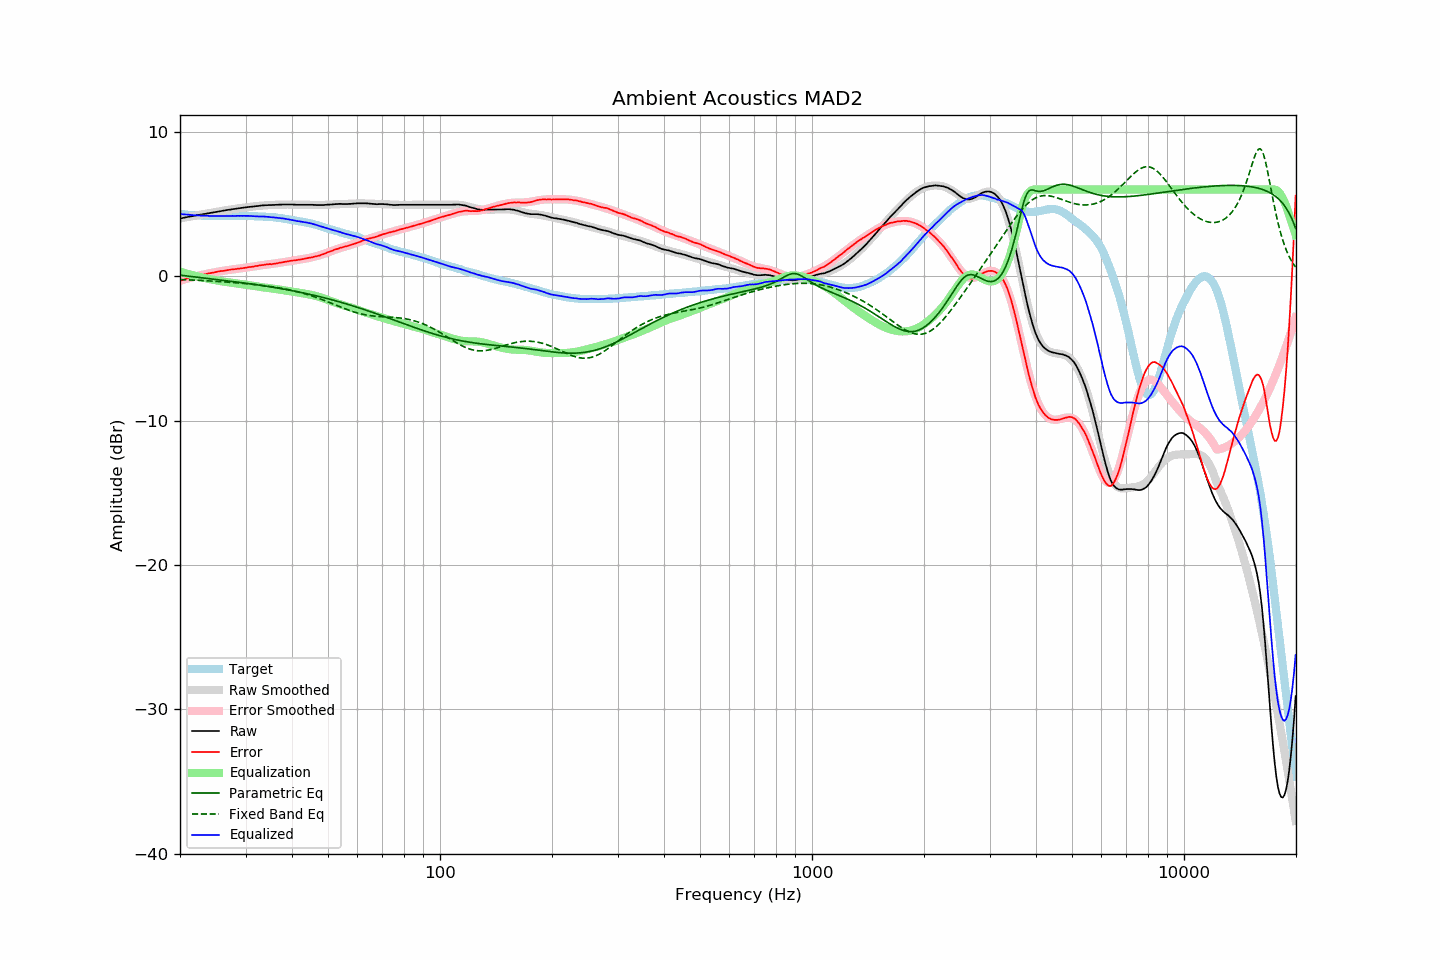 Ambient Acoustics MAD2
10
0
−10
−20
−30
−40
Amplitude (dBr)
100
1000
10000
Frequency (Hz)
Target
Raw Smoothed
Error Smoothed
Raw
Error
Equalization
Parametric Eq
Fixed Band Eq
Equalized